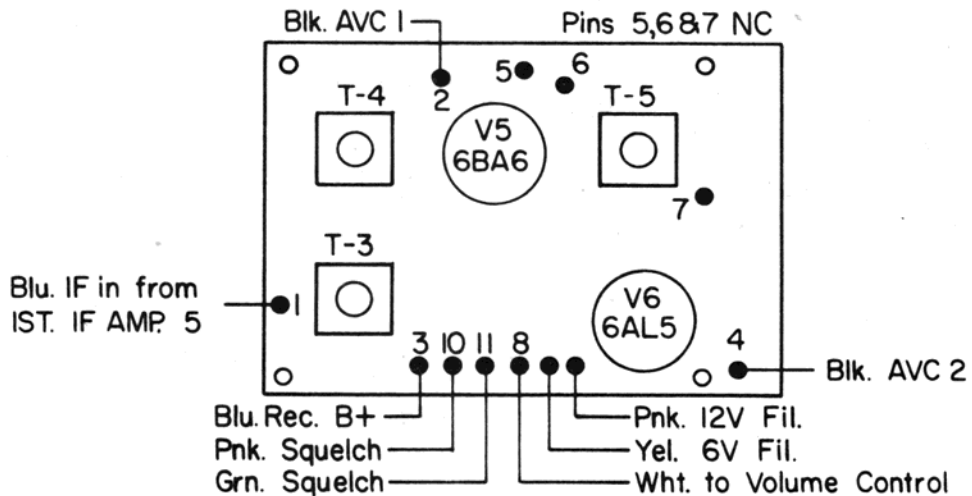 Blk. AVC 1
Pins 5,6&7 NC
5
6
2
T-4
T-5
V5
6BA6
7
T-3
Blu. IF in from
IST. IF AMP. 5
1
V6
6AL5
3 10 11 8
4
Blk. AVC 2
Blu. Rec. B+
Pnk. 12V Fil.
Pnk. Squelch
Yel. 6V Fil.
Grn. Squelch
Wht. to Volume Control